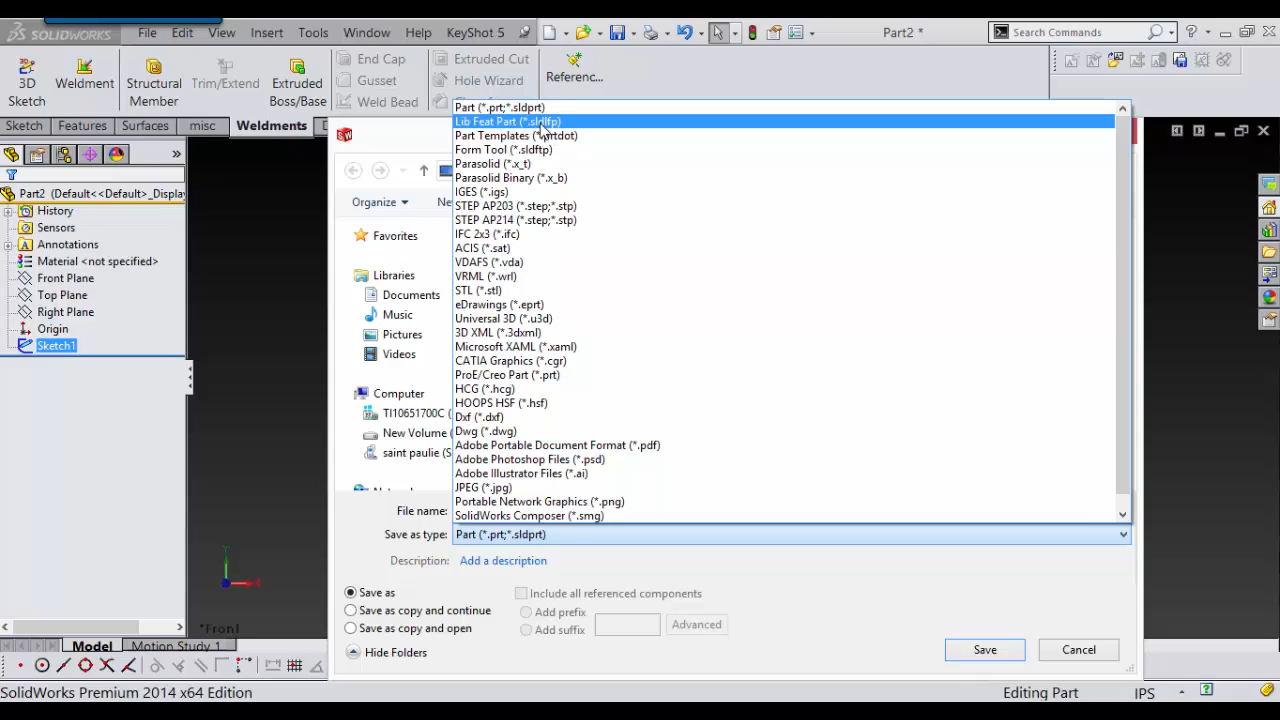 SOLIDWORKS File Edit View Insert Tools Window Help KeyShot 5 Part2 * Search Commands
3D Sketch Weldment Structural Member Trim/Extend Extruded Boss/Base End Cap Gusset Weld Bead Extruded Cut Hole Wizard Referenc...
Sketch Features Surfaces misc Weldments
Part2 (Default<<Default>_Display
History
Sensors
Annotations
Material <not specified>
Front Plane
Top Plane
Right Plane
Origin
Sketch1
Organize
Favorites
Libraries
Documents
Music
Pictures
Videos
Computer
TI10651700C (
New Volume (
saint paulie (S
Part (*.prt;*.sldprt)
Lib Feat Part (*.sldlfp)
Part Templates (*.prtdot)
Form Tool (*.sldftp)
Parasolid (*.x_t)
Parasolid Binary (*.x_b)
IGES (*.igs)
STEP AP203 (*.step;*.stp)
STEP AP214 (*.step;*.stp)
IFC 2x3 (*.ifc)
ACIS (*.sat)
VDAFS (*.vda)
VRML (*.wrl)
STL (*.stl)
eDrawings (*.eprt)
Universal 3D (*.u3d)
3D XML (*.3dxml)
Microsoft XAML (*.xaml)
CATIA Graphics (*.cgr)
ProE/Creo Part (*.prt)
HCG (*.hcg)
HOOPS HSF (*.hsf)
Dxf (*.dxf)
Dwg (*.dwg)
Adobe Portable Document Format (*.pdf)
Adobe Photoshop Files (*.psd)
Adobe Illustrator Files (*.ai)
JPEG (*.jpg)
Portable Network Graphics (*.png)
SolidWorks Composer (*.smg)
File name:
Save as type: Part (*.prt;*.sldprt)
Description: Add a description
Save as
Save as copy and continue
Save as copy and open
Include all referenced components
Add prefix
Add suffix
Advanced
Hide Folders
Save Cancel
Model Motion Study 1
SolidWorks Premium 2014 x64 Edition Editing Part IPS